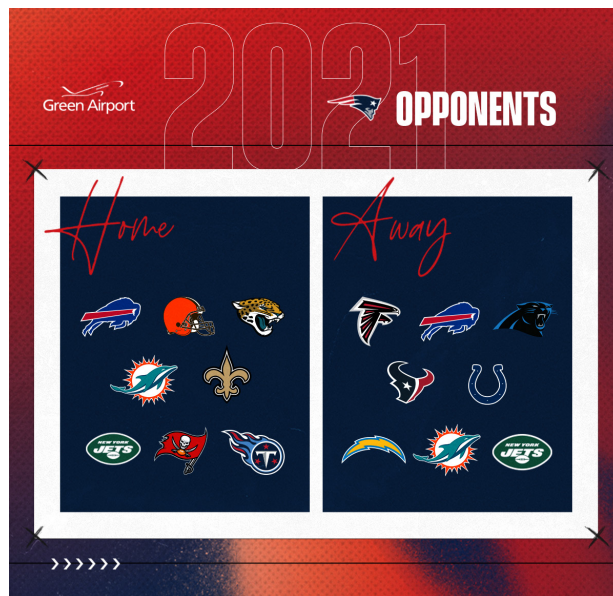 2021
Green Airport
OPPONENTS
Home
Away
NEW YORK
JETS
NEW YORK
JETS